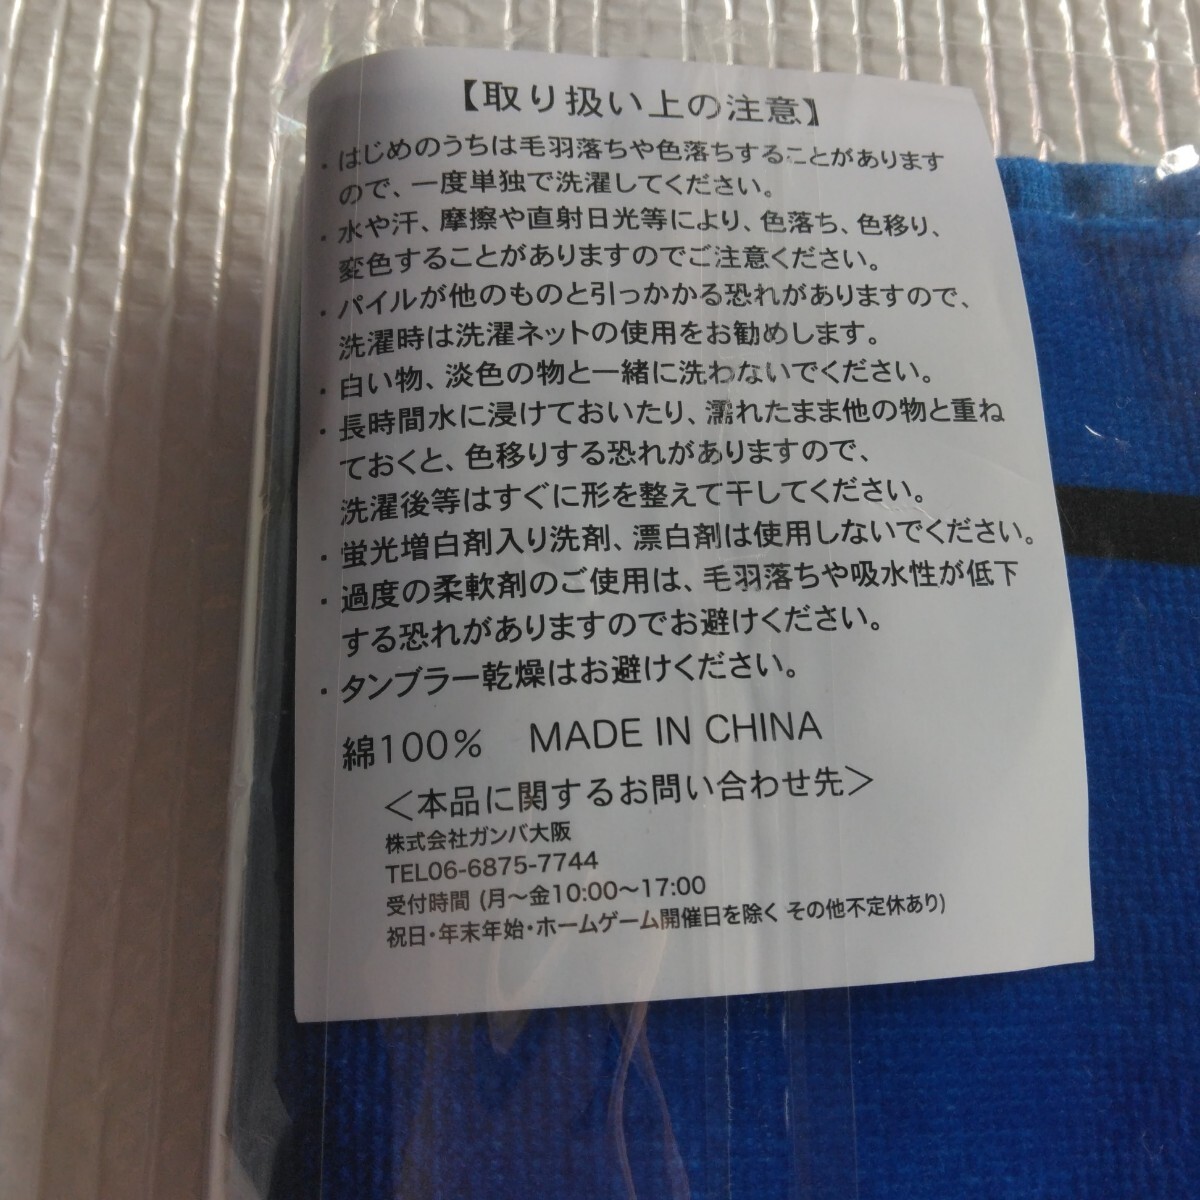 【取り扱い上の注意】
・はじめのうちは毛羽落ちや色落ちすることがあります
ので、一度単独で洗濯してください。
・水や汗、摩擦や直射日光等により、色落ち、色移り、
変色することがありますのでご注意ください。
・パイルが他のものと引っかかる恐れがありますので、
洗濯時は洗濯ネットの使用をお勧めします。
・白い物、淡色の物と一緒に洗わないでください。
・長時間水に浸けておいたり、濡れたまま他の物と重ね
ておくと、色移りする恐れがありますので、
洗濯後等はすぐに形を整えて干してください。
・蛍光増白剤入り洗剤、漂白剤は使用しないでください。
・過度の柔軟剤のご使用は、毛羽落ちや吸水性が低下
する恐れがありますのでお避けください。
・タンブラー乾燥はお避けください。
綿100% MADE IN CHINA
＜本品に関するお問い合わせ先＞
株式会社ガンバ大阪
TEL06-6875-7744
受付時間 (月～金10:00～17:00
祝日・年末年始・ホームゲーム開催日を除く その他不定休あり)